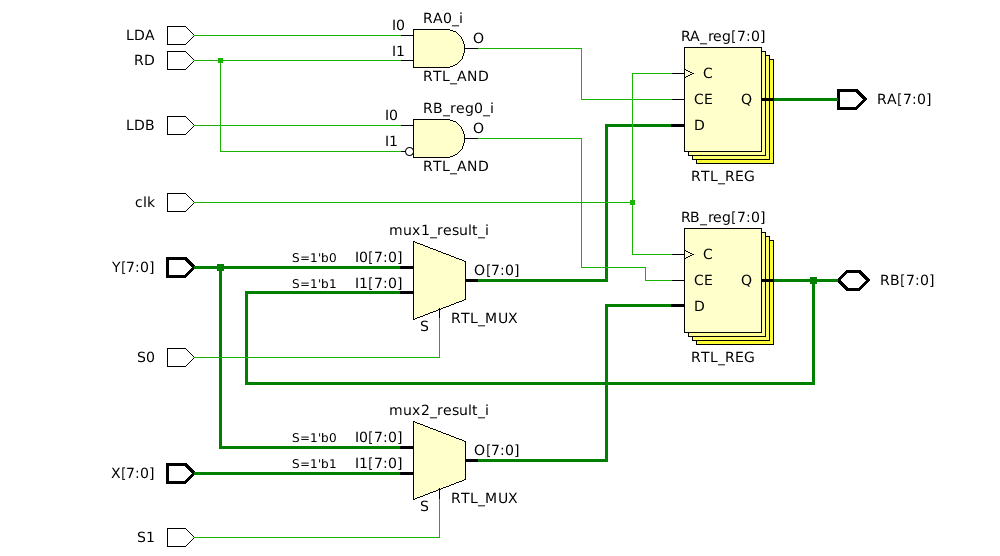 RA0_i
RA_reg[7:0]
LDA
I0
O
RD
I1
RTL_AND
C
CE
Q
RA[7:0]
D
RB_reg0_i
LDB
I0
O
I1
RTL_AND
RTL_REG
clk
RB_reg[7:0]
mux1_result_i
C
Y[7:0]
S=1'b0
I0[7:0]
O[7:0]
S=1'b1
I1[7:0]
CE
Q
RB[7:0]
D
S
RTL_MUX
S0
RTL_REG
mux2_result_i
S=1'b0
I0[7:0]
O[7:0]
X[7:0]
S=1'b1
I1[7:0]
S
RTL_MUX
S1